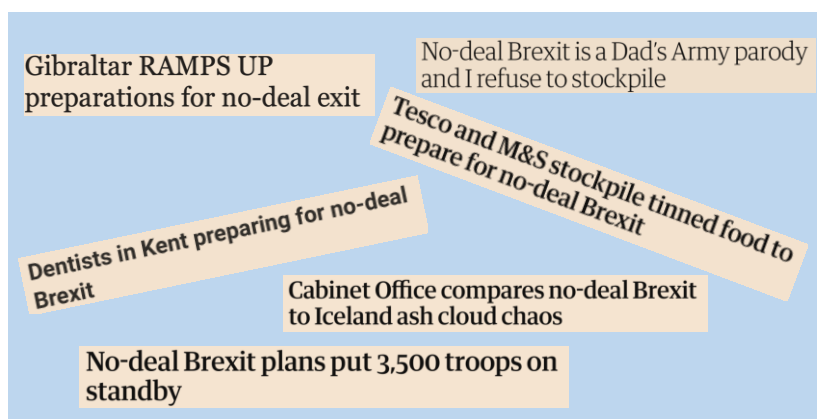 Gibraltar RAMPS UP
preparations for no-deal exit
No-deal Brexit is a Dad's Army parody
and I refuse to stockpile
Tesco and M&S stockpile tinned food to
prepare for no-deal Brexit
Dentists in Kent preparing for no-deal
Brexit
Cabinet Office compares no-deal Brexit
to Iceland ash cloud chaos
No-deal Brexit plans put 3,500 troops on
standby